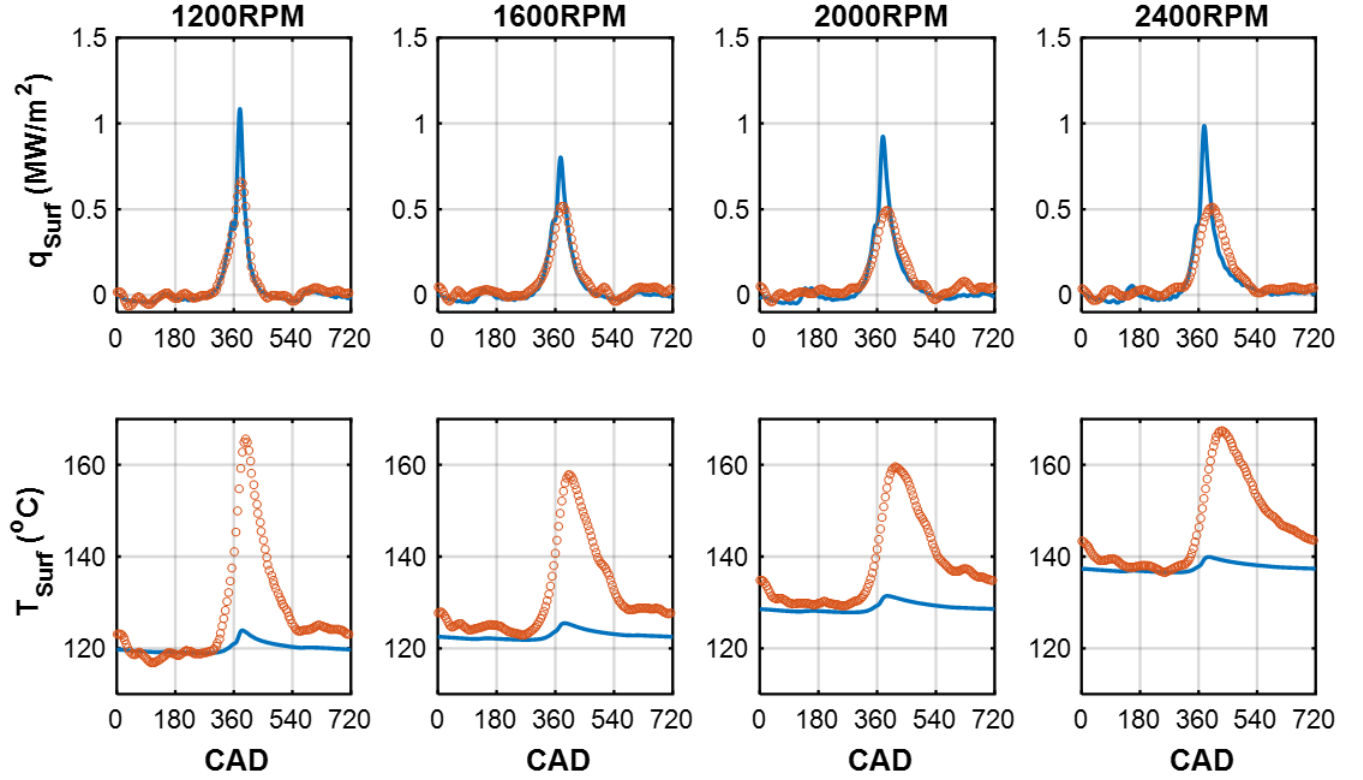 1200RPM 1600RPM 2000RPM 2400RPM
1.5 1.5 1.5 1.5
1 1 1 1
0.5 0.5 0.5 0.5
0 0 0 0
q_Surf (MW/m²)
0 180 360 540 720 0 180 360 540 720 0 180 360 540 720 0 180 360 540 720
160 160 160 160
140 140 140 140
120 120 120 120
T_Surf (°C)
0 180 360 540 720 0 180 360 540 720 0 180 360 540 720 0 180 360 540 720
CAD CAD CAD CAD